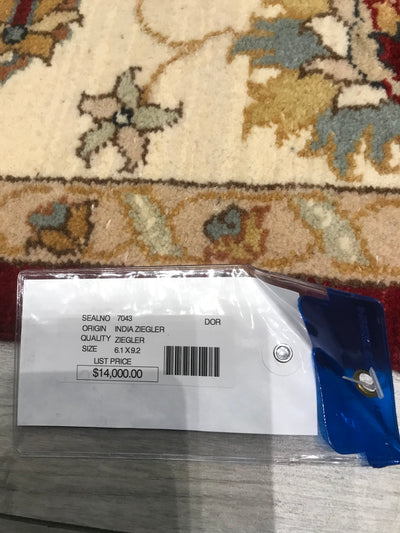 SEALNO 7043
DOR
ORIGIN INDIA ZIEGLER
QUALITY ZIEGLER
SIZE 6.1 X 9.2
LIST PRICE
$14,000.00